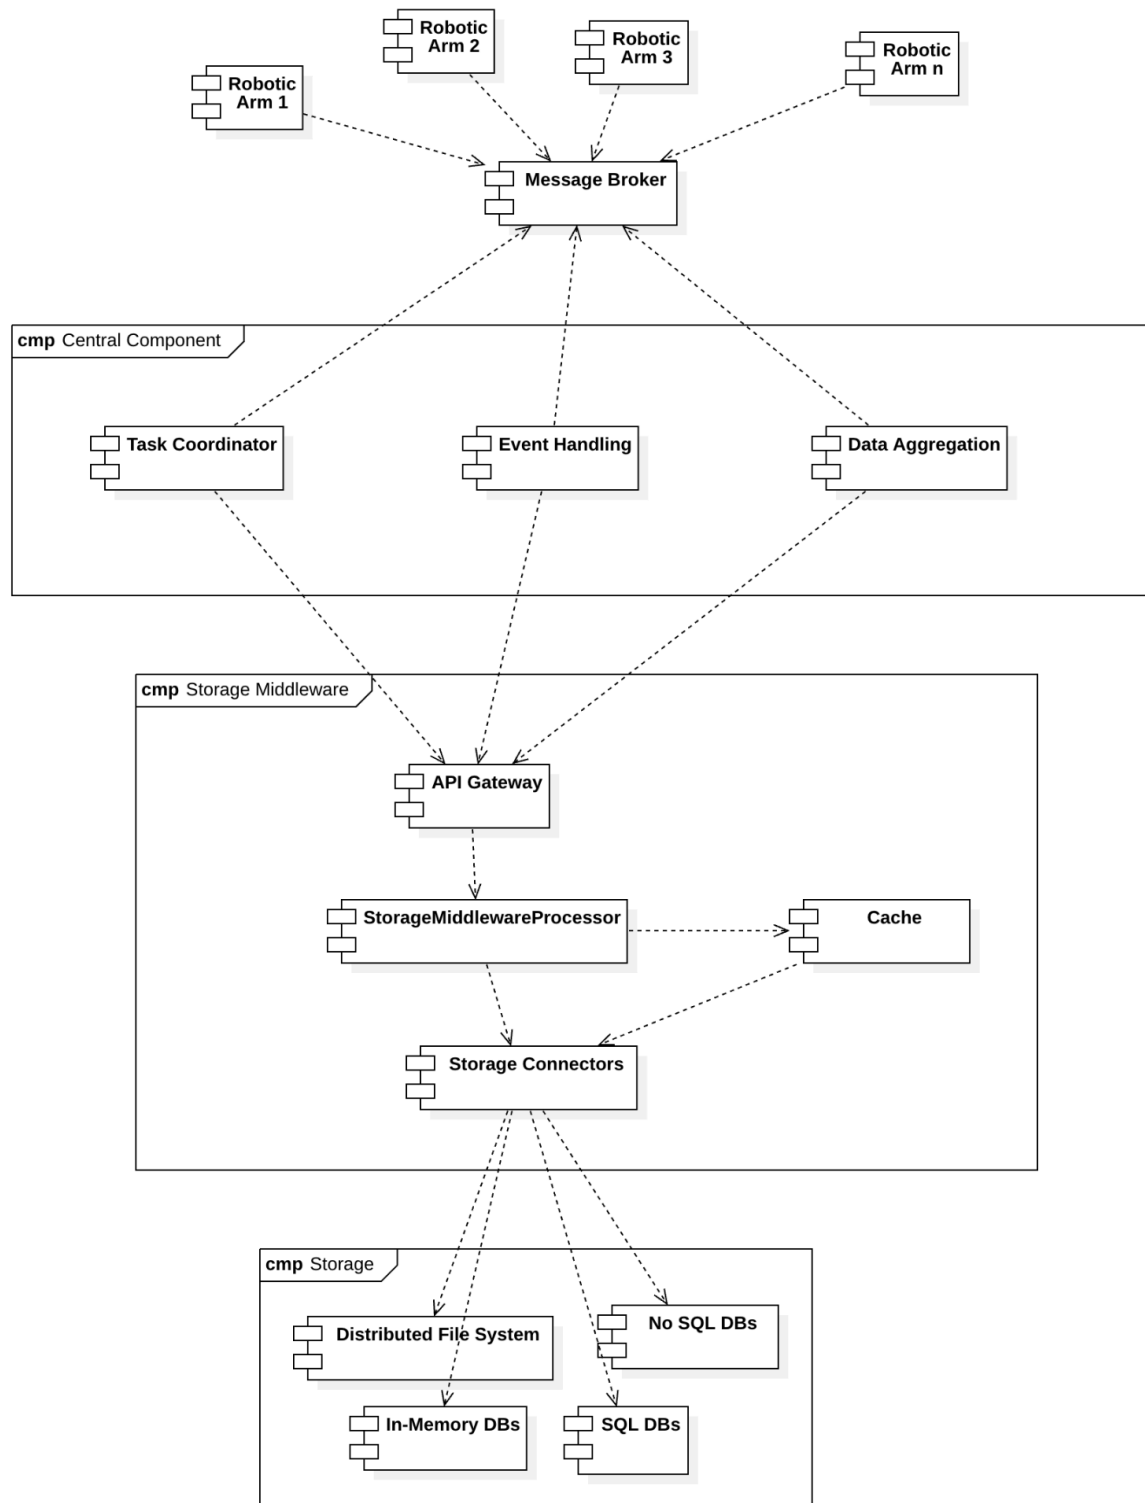 Robotic
Arm 2
Robotic
Arm 3
Robotic
Arm n
Robotic
Arm 1
Message Broker
cmp Central Component
Task Coordinator
Event Handling
Data Aggregation
cmp Storage Middleware
API Gateway
StorageMiddlewareProcessor
Cache
Storage Connectors
cmp Storage
No SQL DBs
Distributed File System
In-Memory DBs
SQL DBs